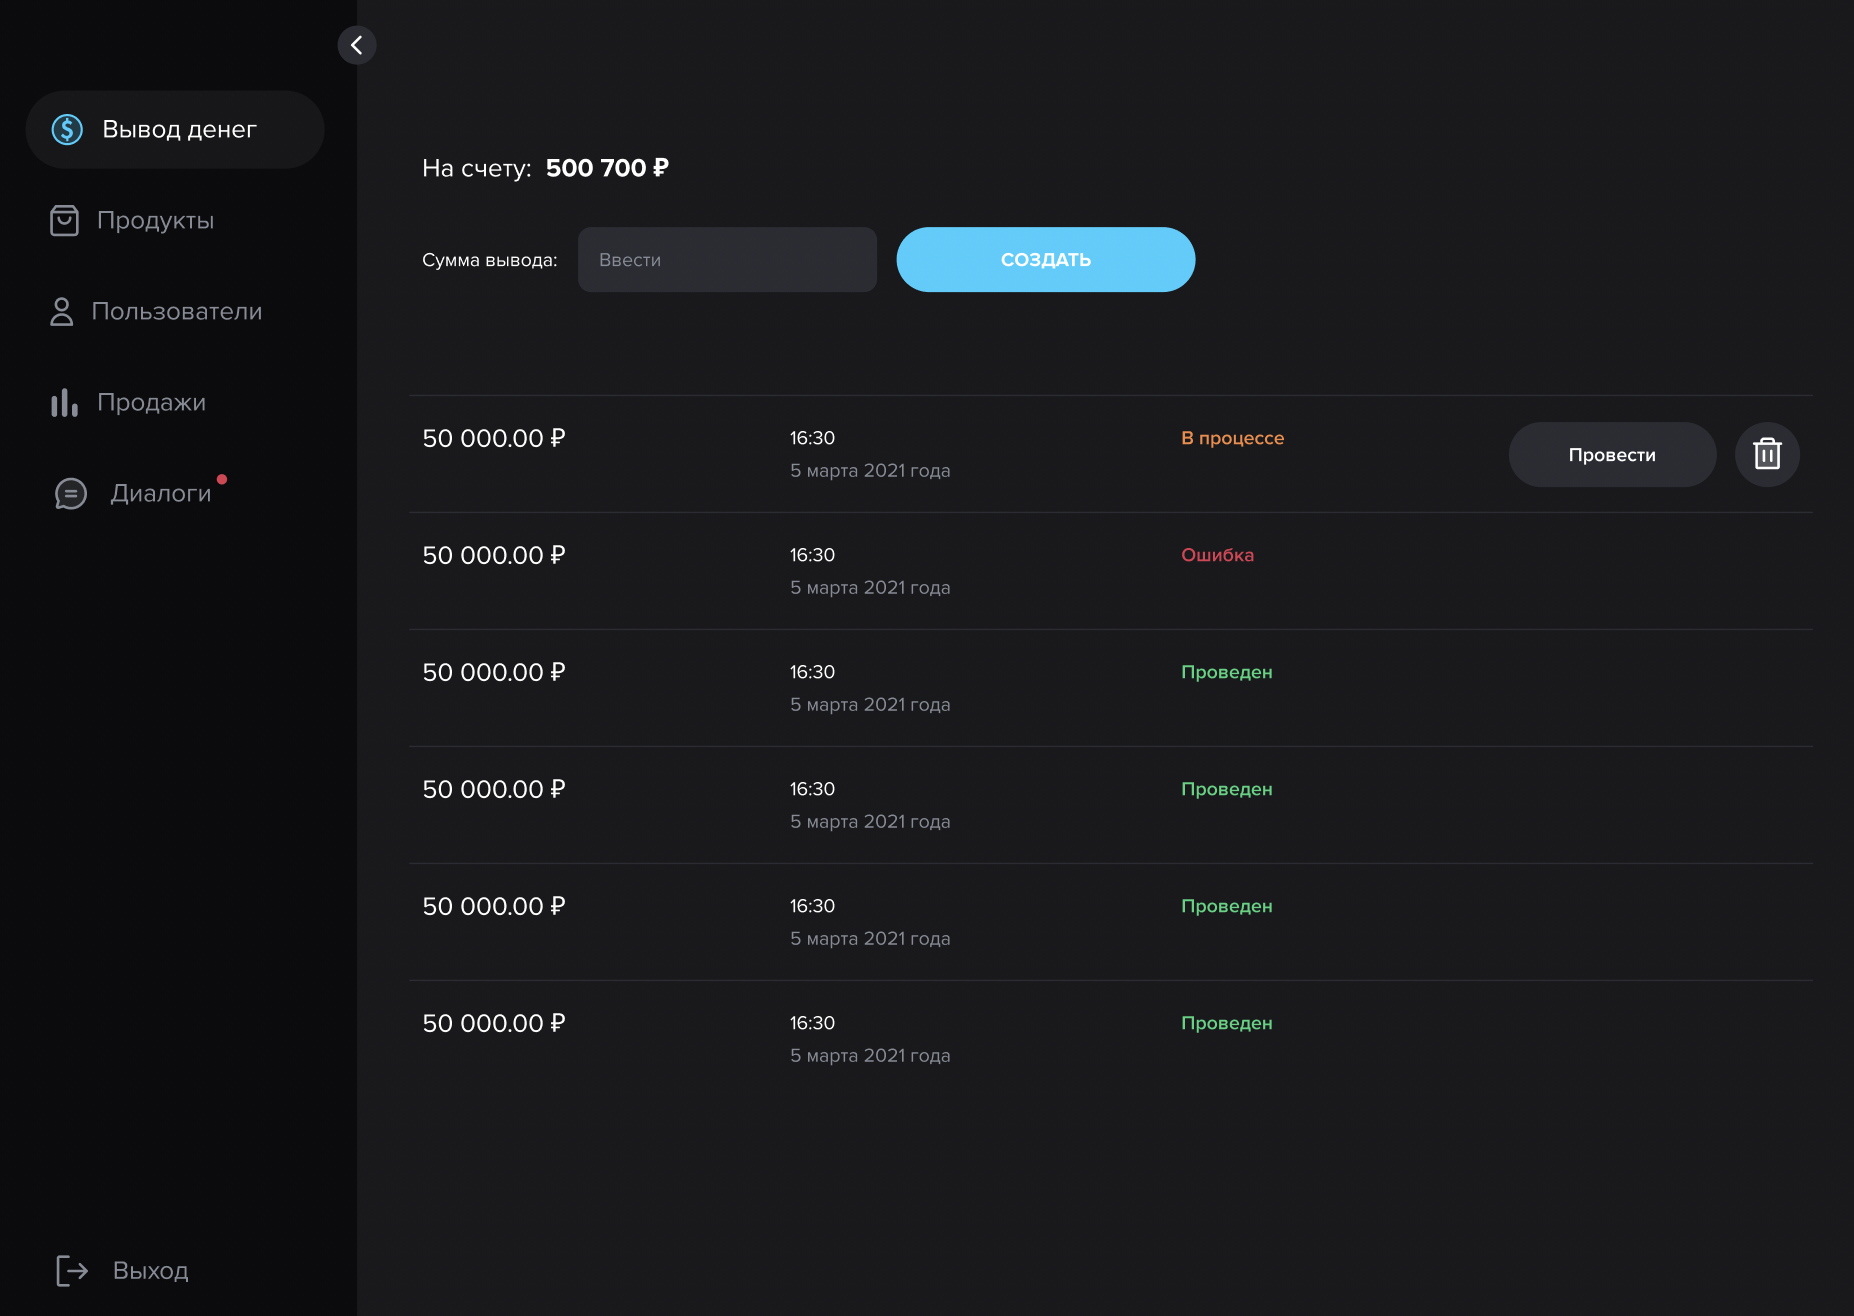 Вывод денег
Продукты
Пользователи
Продажи
Диалоги
Выход
На счету: 500 700 ₽
Сумма вывода: Ввести СОЗДАТЬ
50 000.00 ₽ 16:30 В процессе Провести
5 марта 2021 года
50 000.00 ₽ 16:30 Ошибка
5 марта 2021 года
50 000.00 ₽ 16:30 Проведен
5 марта 2021 года
50 000.00 ₽ 16:30 Проведен
5 марта 2021 года
50 000.00 ₽ 16:30 Проведен
5 марта 2021 года
50 000.00 ₽ 16:30 Проведен
5 марта 2021 года